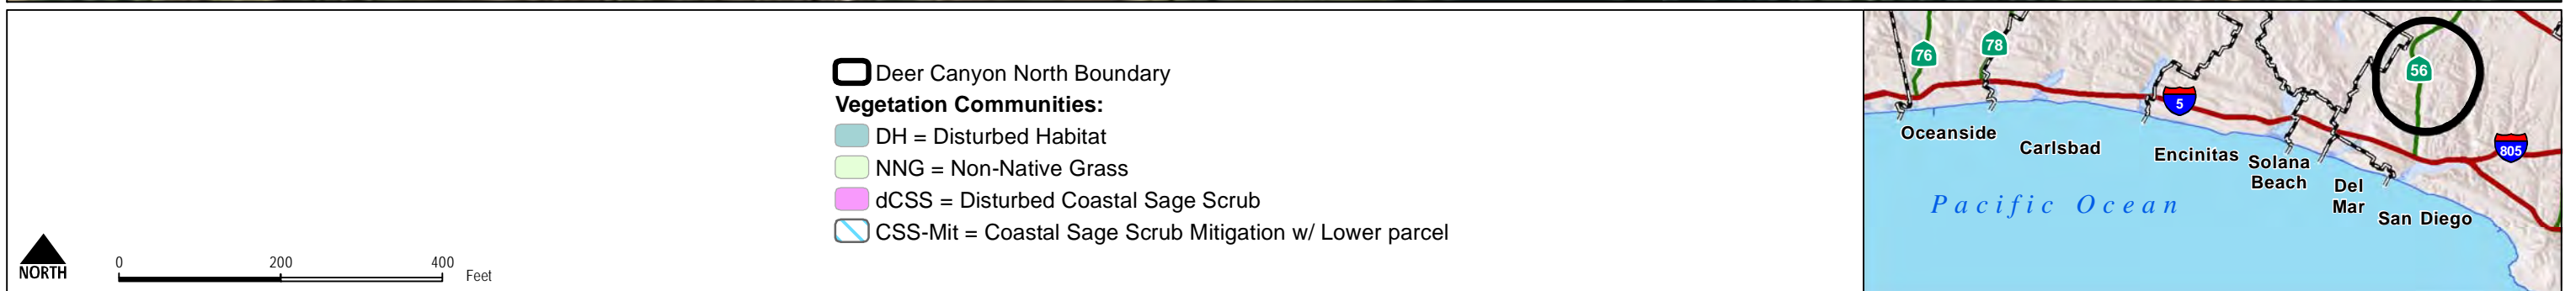 Deer Canyon North Boundary
Vegetation Communities:
DH = Disturbed Habitat
NNG = Non-Native Grass
dCSS = Disturbed Coastal Sage Scrub
CSS-Mit = Coastal Sage Scrub Mitigation w/ Lower parcel
NORTH
0 200 400
Feet
76
78
56
5
805
Oceanside
Carlsbad
Encinitas
Solana
Beach
Del
Mar
San Diego
Pacific Ocean